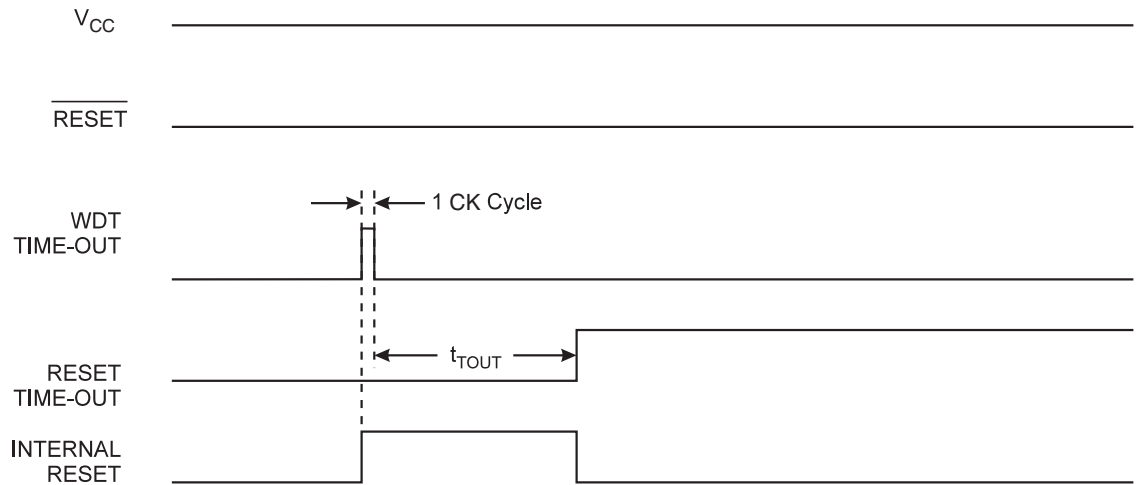 VCC
RESET
1 CK Cycle
WDT
TIME-OUT
tTOUT
RESET
TIME-OUT
INTERNAL
RESET